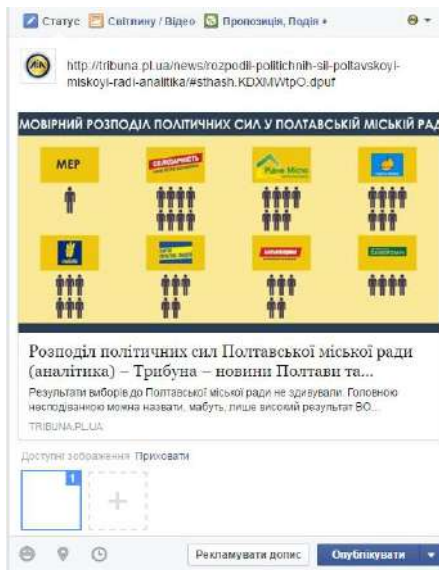 Статус Світлину / Відео Пропозиція, Подія +
http://tribuna.pl.ua/news/rozpodil-politichnih-sil-poltavskoyi-
miskoyi-radi-analitika/#sthash.KDXMWtpO.dpuf
МОВІРНИЙ РОЗПОДІЛ ПОЛІТИЧНИХ СИЛ У ПОЛТАВСЬКІЙ МІСЬКІЙ РАД
МЕР СОЛІДАРНІСТЬ Рідне Місто
Розподіл політичних сил Полтавської міської ради
(аналітика) – Трибуна – новини Полтави та...
Результати виборів до Полтавської міської ради не здивували. Головною
несподіванкою можна назвати, мабуть, лише високий результат ВО...
TRIBUNA.PL.UA
Доступні зображення Приховати
1
Рекламувати допис Опублікувати